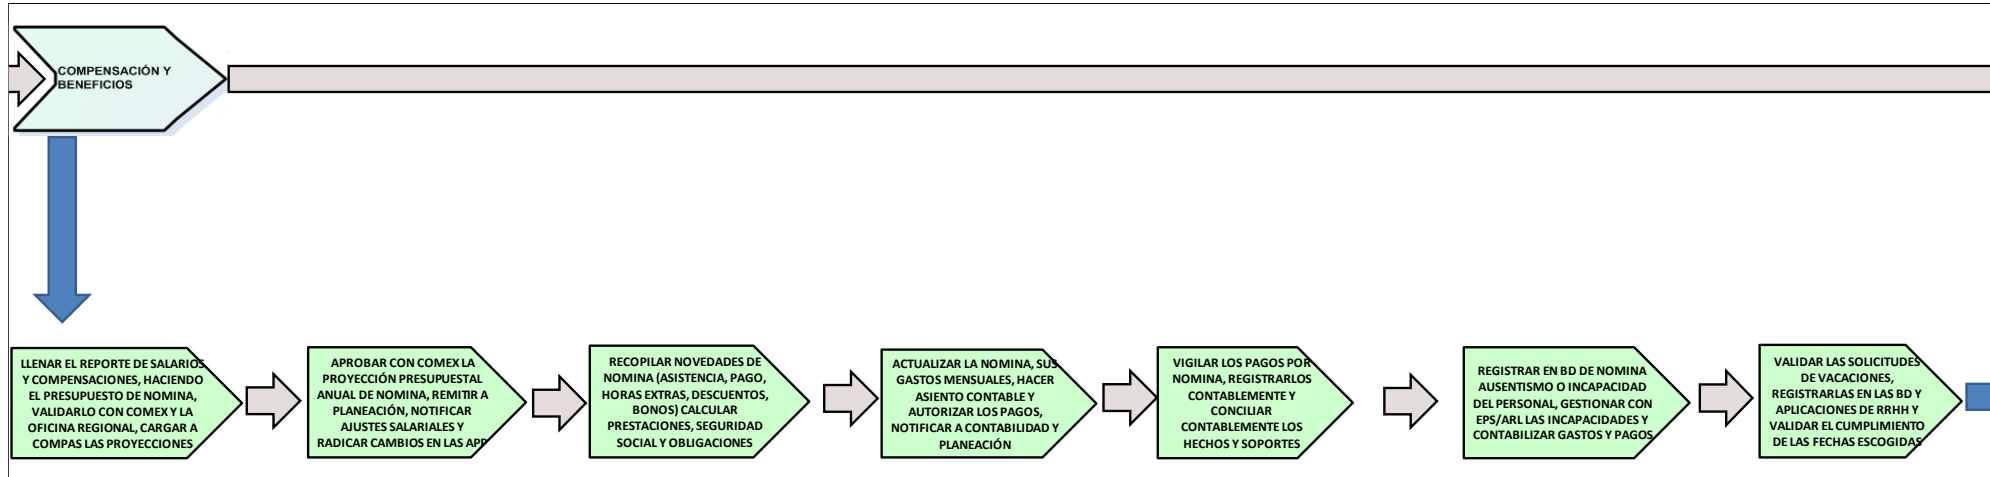 COMPENSACIÓN Y
BENEFICIOS
LLENAR EL REPORTE DE SALARIOS
Y COMPENSACIONES, HACIENDO
EL PRESUPUESTO DE NOMINA,
VALIDARLO CON COMEX Y LA
OFICINA REGIONAL, CARGAR A
COMPAS LAS PROYECCIONES
APROBAR CON COMEX LA
PROYECCIÓN PRESUPUESTAL
ANUAL DE NOMINA, REMITIR A
PLANEACIÓN, NOTIFICAR
AJUSTES SALARIALES Y
RADICAR CAMBIOS EN LAS APP
RECOPILAR NOVEDADES DE
NOMINA (ASISTENCIA, PAGO,
HORAS EXTRAS, DESCUENTOS,
BONOS) CALCULAR
PRESTACIONES, SEGURIDAD
SOCIAL Y OBLIGACIONES
ACTUALIZAR LA NOMINA, SUS
GASTOS MENSUALES, HACER
ASIENTO CONTABLE Y
AUTORIZAR LOS PAGOS,
NOTIFICAR A CONTABILIDAD Y
PLANEACIÓN
VIGILAR LOS PAGOS POR
NOMINA, REGISTRARLOS
CONTABLEMENTE Y
CONCILIAR
CONTABLEMENTE LOS
HECHOS Y SOPORTES
REGISTRAR EN BD DE NOMINA
AUSENTISMO O INCAPACIDAD
DEL PERSONAL, GESTIONAR CON
EPS/ARL LAS INCAPACIDADES Y
CONTABILIZAR GASTOS Y PAGOS
VALIDAR LAS SOLICITUDES
DE VACACIONES,
REGISTRARLAS EN LAS BD Y
APLICACIONES DE RRHH Y
VALIDAR EL CUMPLIMIENTO
DE LAS FECHAS ESCOGIDAS